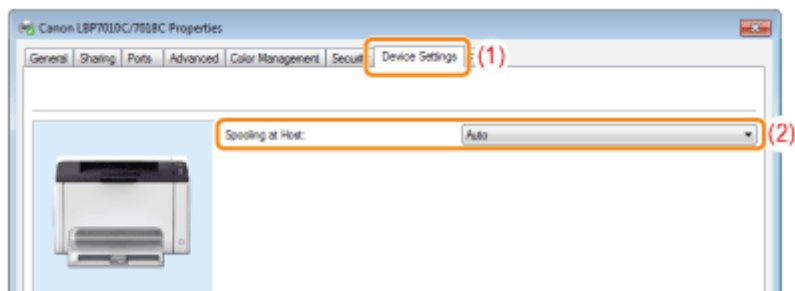 Canon LBP7010C/7018C Properties
General Sharing Ports Advanced Color Management Device Settings (1)
Spooling at Host: Auto (2)